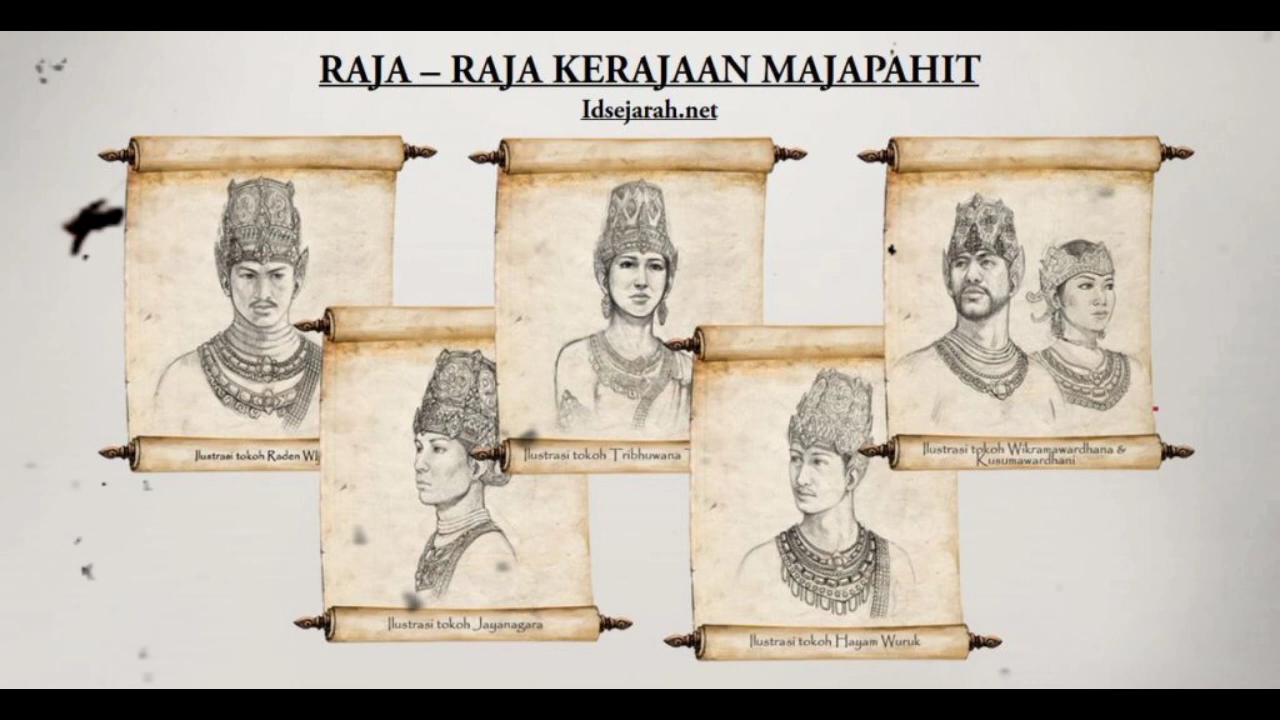 RAJA – RAJA KERAJAAN MAJAPAHIT
Idsejarah.net
Ilustrasi tokoh Raden
Ilustrasi tokoh Tribhuwana
Ilustrasi tokoh Wikramawardhana &
Kusumawardhani
Ilustrasi tokoh Jayanagara
Ilustrasi tokoh Hayam Wuruk